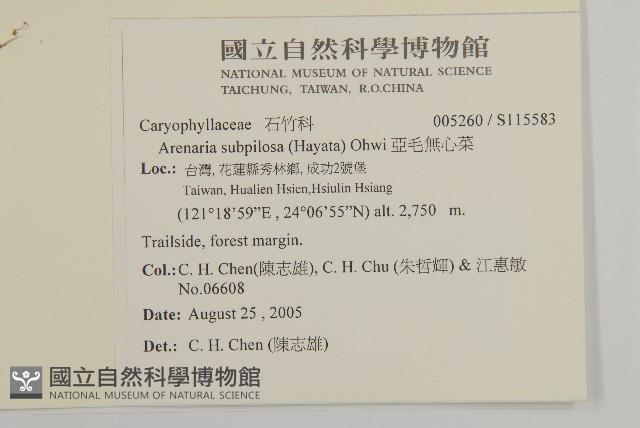 國立自然科學博物館
NATIONAL MUSEUM OF NATURAL SCIENCE
TAICHUNG, TAIWAN, R.O.CHINA
Caryophyllaceae 石竹科 005260 / S115583
Arenaria subpilosa (Hayata) Ohwi 亞毛無心菜
Loc.: 台灣, 花蓮縣秀林鄉, 成功2號堡
Taiwan, Hualien Hsien,Hsiulin Hsiang
(121°18’59”E , 24°06’55”N) alt. 2,750 m.
Trailside, forest margin.
Col.: C. H. Chen(陳志雄), C. H. Chu (朱哲輝) & 江惠敏
No.06608
Date: August 25 , 2005
Det.: C. H. Chen (陳志雄)
國立自然科學博物館
NATIONAL MUSEUM OF NATURAL SCIENCE